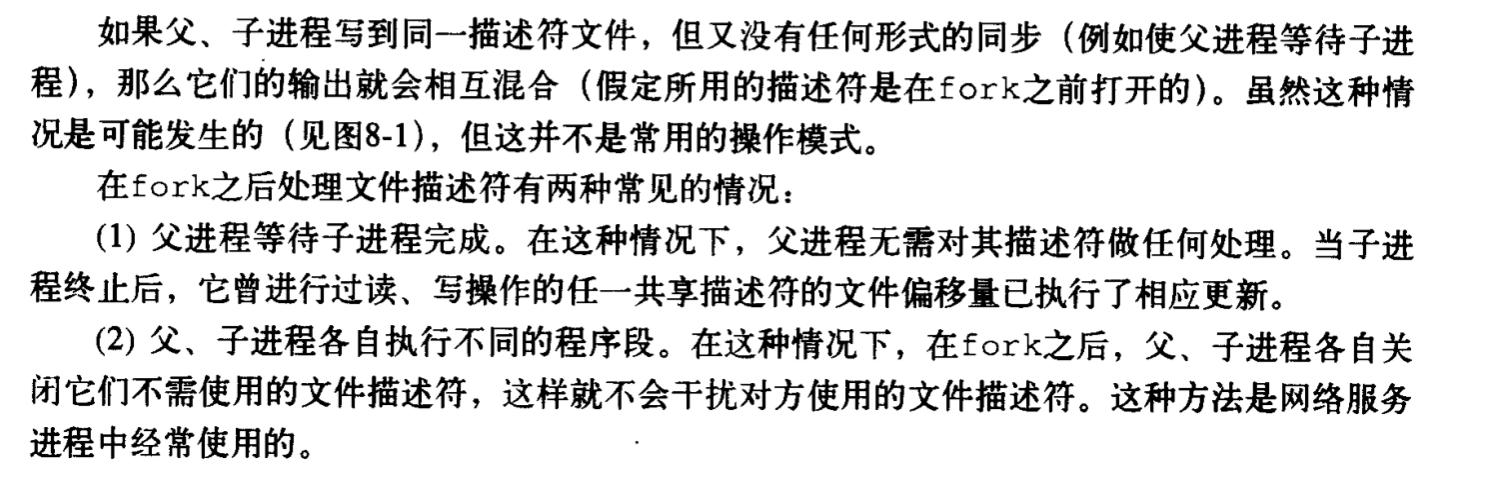 如果父、子进程写到同一描述符文件，但又没有任何形式的同步（例如使父进程等待子进
程），那么它们的输出就会相互混合（假定所用的描述符是在fork之前打开的）。虽然这种情
况是可能发生的（见图8-1），但这并不是常用的操作模式。
在fork之后处理文件描述符有两种常见的情况：
(1) 父进程等待子进程完成。在这种情况下，父进程无需对其描述符做任何处理。当子进
程终止后，它曾进行过读、写操作的任一共享描述符的文件偏移量已执行了相应更新。
(2) 父、子进程各自执行不同的程序段。在这种情况下，在fork之后，父、子进程各自关
闭它们不需使用的文件描述符，这样就不会干扰对方使用的文件描述符。这种方法是网络服务
进程中经常使用的。